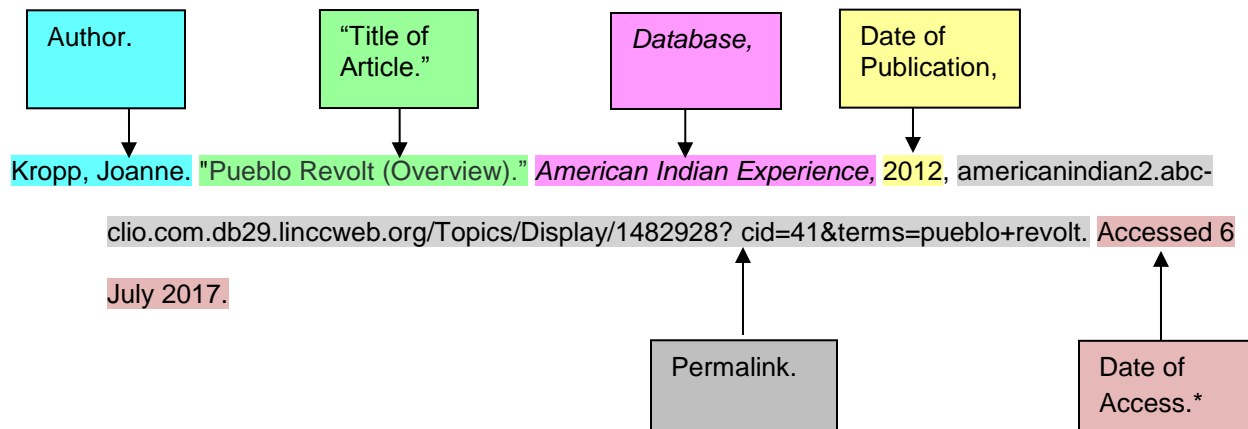 Author.
“Title of
Article.”
Database,
Date of
Publication,
Kropp, Joanne. "Pueblo Revolt (Overview).” American Indian Experience, 2012, americanindian2.abc-
clio.com.db29.linccweb.org/Topics/Display/1482928? cid=41&terms=pueblo+revolt. Accessed 6
July 2017.
Permalink.
Date of
Access.*